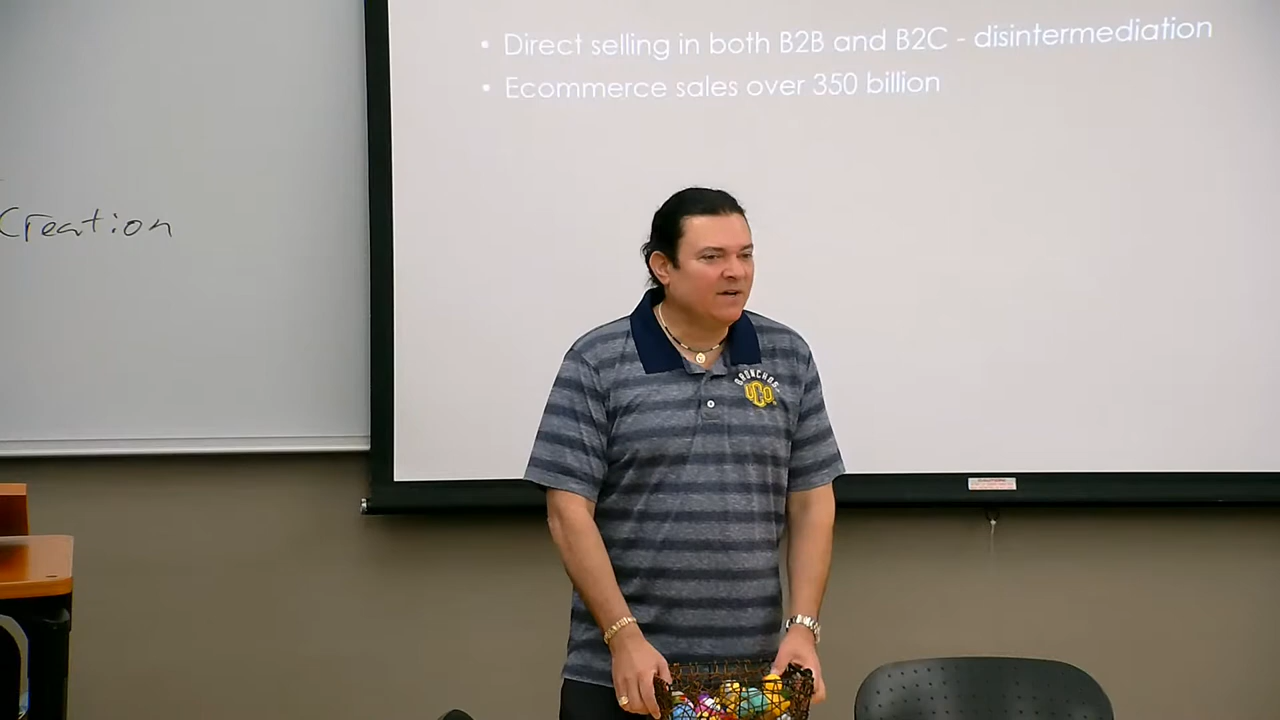 • Direct selling in both B2B and B2C - disintermediation
• Ecommerce sales over 350 billion
Creation
BRONCHOS
UCO